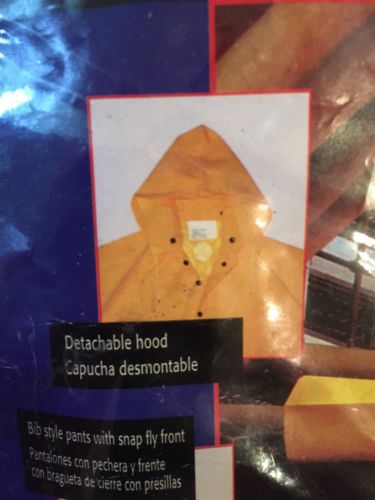 Detachable hood
Capucha desmontable
Bib style pants with snap fly front
Pantalones con pechera y frente
con bragueta de cierre con presillas